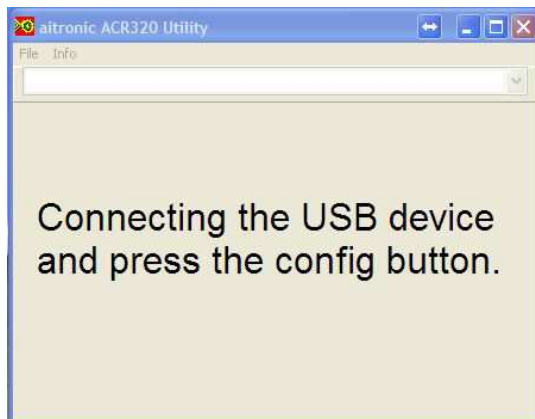 aitronic ACR320 Utility
File Info
Connecting the USB device
and press the config button.